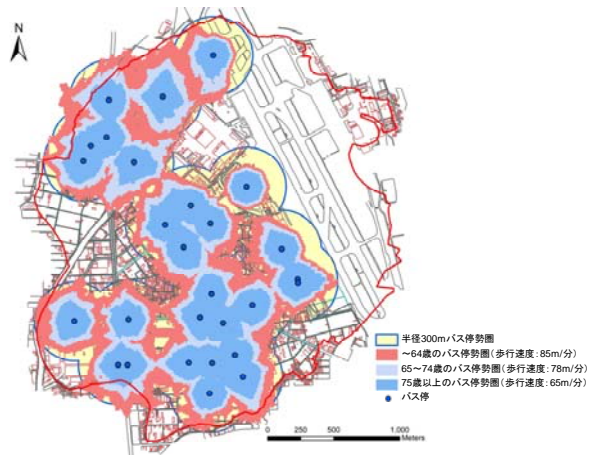 N
半径300mバス停勢圏
～64歳のバス停勢圏(歩行速度：85m/分)
65～74歳のバス停勢圏(歩行速度：78m/分)
75歳以上のバス停勢圏(歩行速度：65m/分)
バス停
0 250 500 1,000
Meters